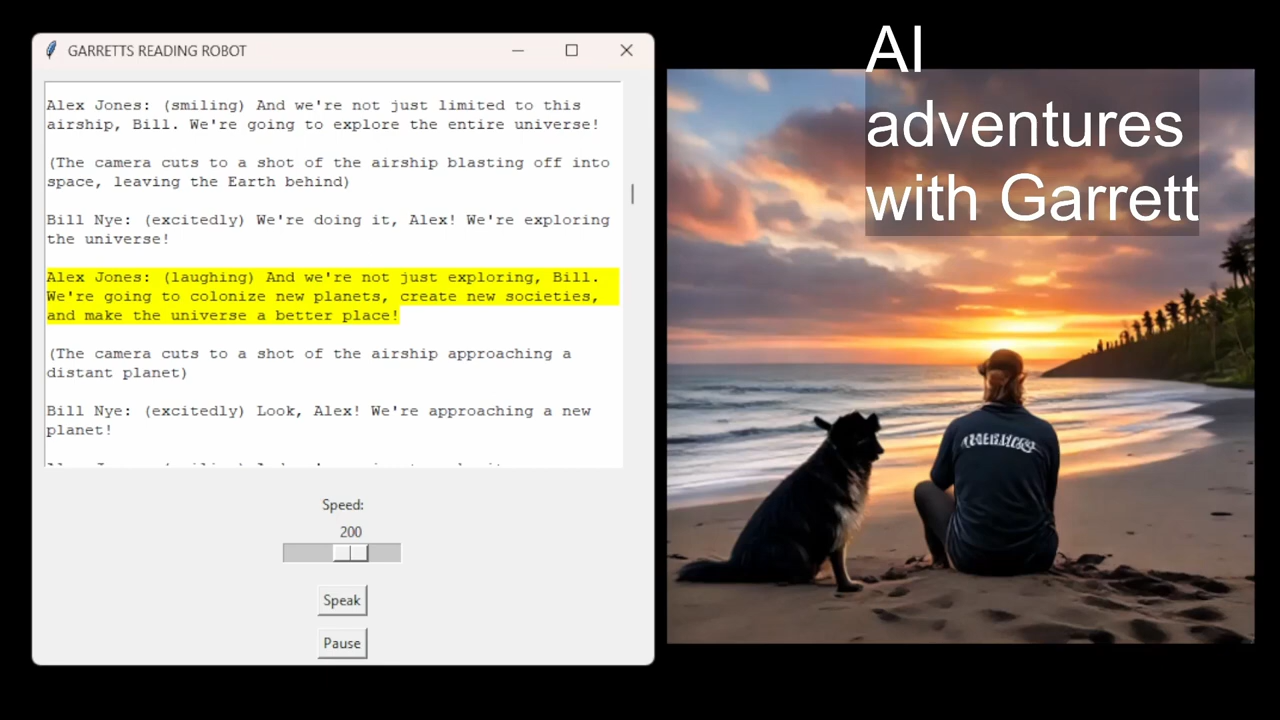 GARRETTS READING ROBOT
Alex Jones: (smiling) And we're not just limited to this
airship, Bill. We're going to explore the entire universe!
(The camera cuts to a shot of the airship blasting off into
space, leaving the Earth behind)
Bill Nye: (excitedly) We're doing it, Alex! We're exploring
the universe!
Alex Jones: (laughing) And we're not just exploring, Bill.
We're going to colonize new planets, create new societies,
and make the universe a better place!
(The camera cuts to a shot of the airship approaching a
distant planet)
Bill Nye: (excitedly) Look, Alex! We're approaching a new
planet!
Speed:
200
Speak
Pause
AI
adventures
with Garrett